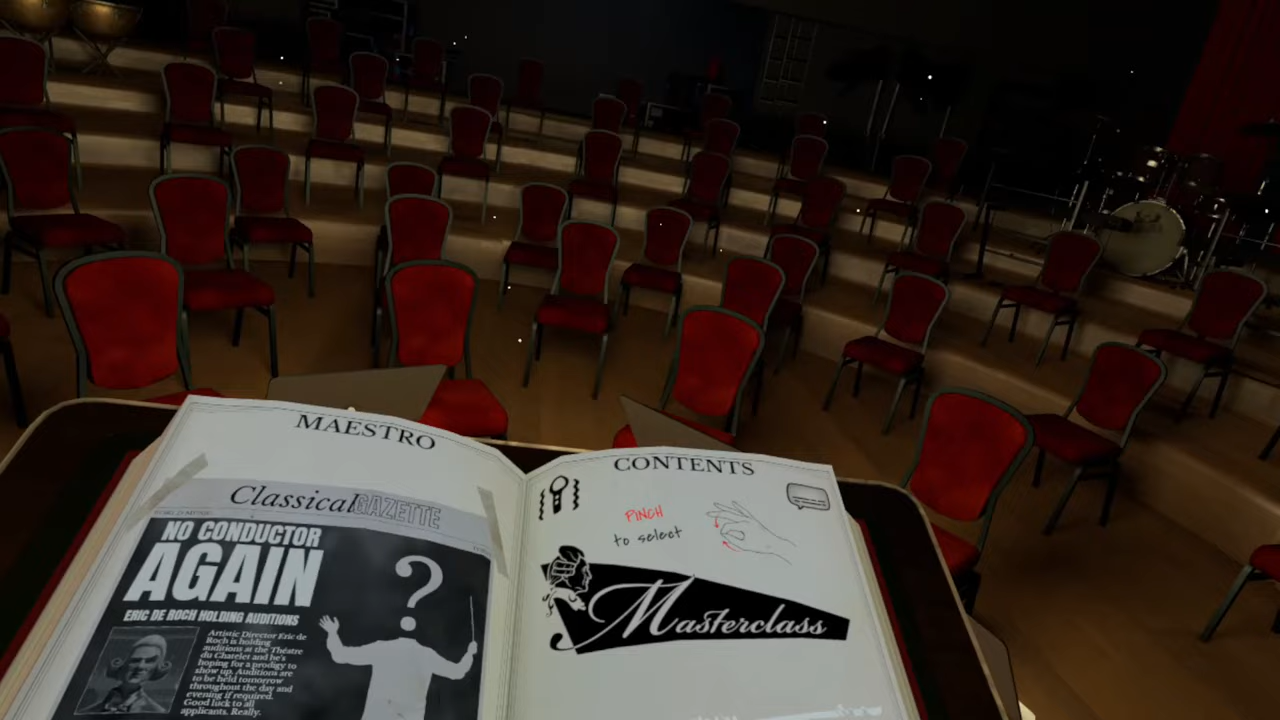 MAESTRO
Classical GAZETTE
NO CONDUCTOR
AGAIN
ERIC DE ROCH HOLDING AUDITIONS
Artistic Director Eric de
Roch is holding
auditions at the Théâtre
du Chatelet and he's
hoping for a prodigy to
show up. Auditions are
to be held tomorrow
throughout the day and
evening if required.
Good luck to all
applicants. Really.
?
CONTENTS
PINCH
to select
Masterclass